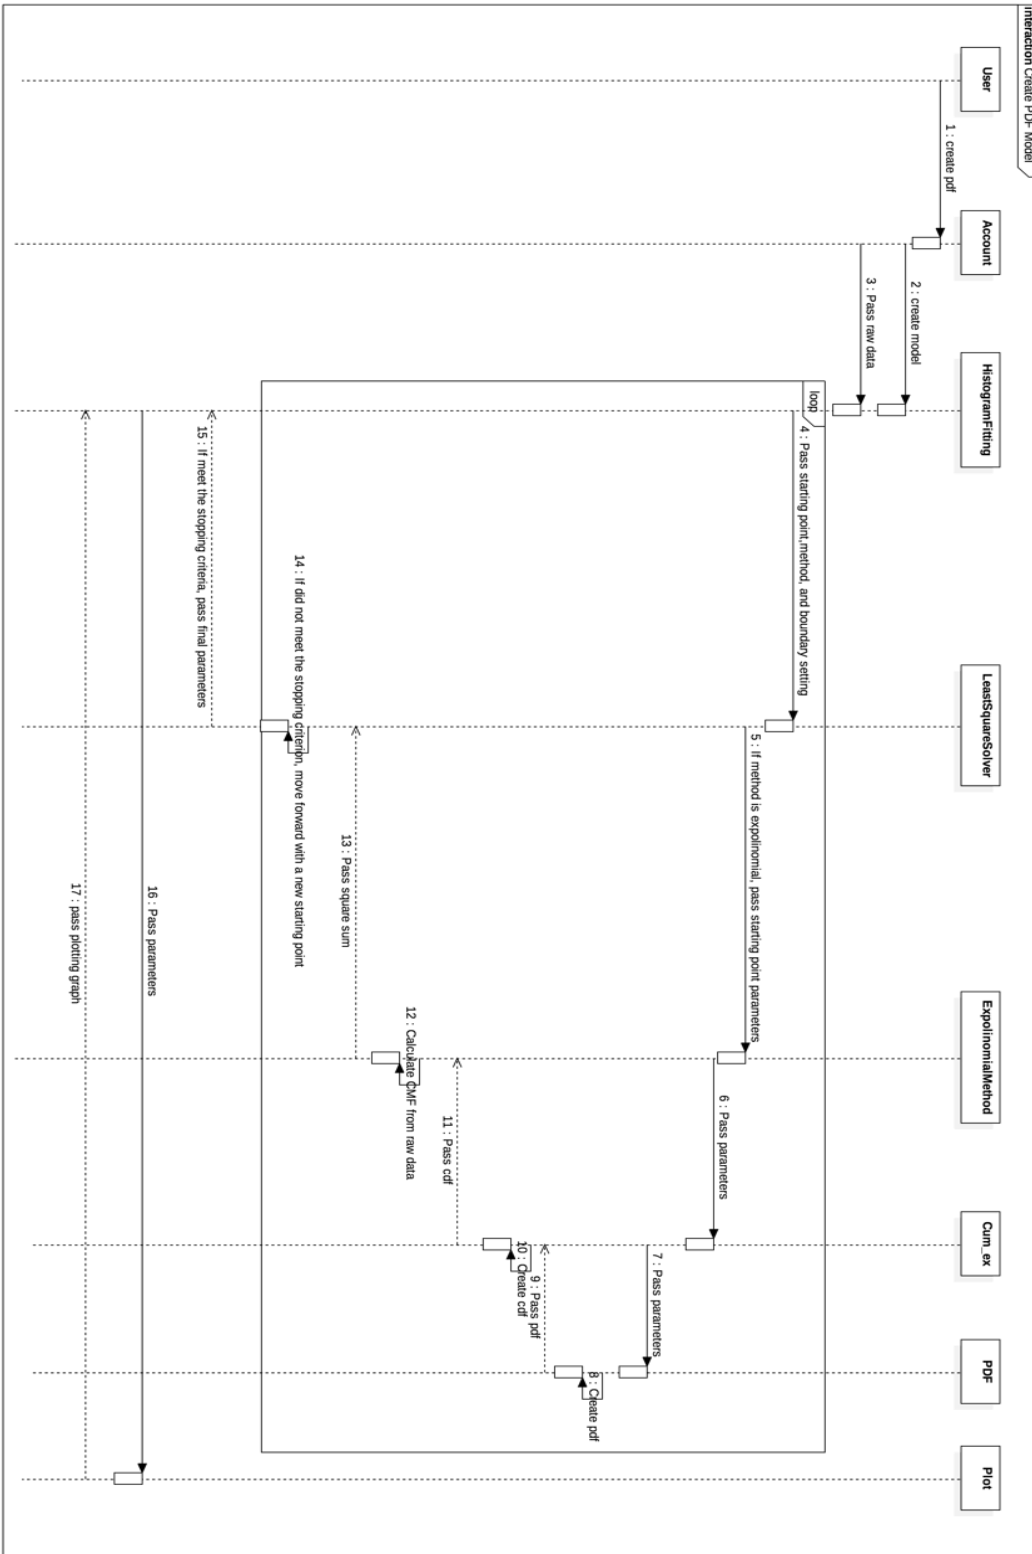 Interaction Create PDF Model
User
Account
HistogramFitting
LeastSquareSolver
ExpolinomialMethod
Cum_ex
PDF
Plot
1 : create pdf
2 : create model
3 : Pass raw data
loop
4 : Pass starting point,method, and boundary setting
5 : If method is expolinomial, pass starting point parameters
6 : Pass parameters
7 : Pass parameters
8 : Create pdf
9 : Pass pdf
10 : Create cdf
11 : Pass cdf
12 : Calculate CMF from raw data
13 : Pass square sum
14 : If did not meet the stopping criterion, move forward with a new starting point
15 : If meet the stopping criteria, pass final parameters
16 : Pass parameters
17 : pass plotting graph